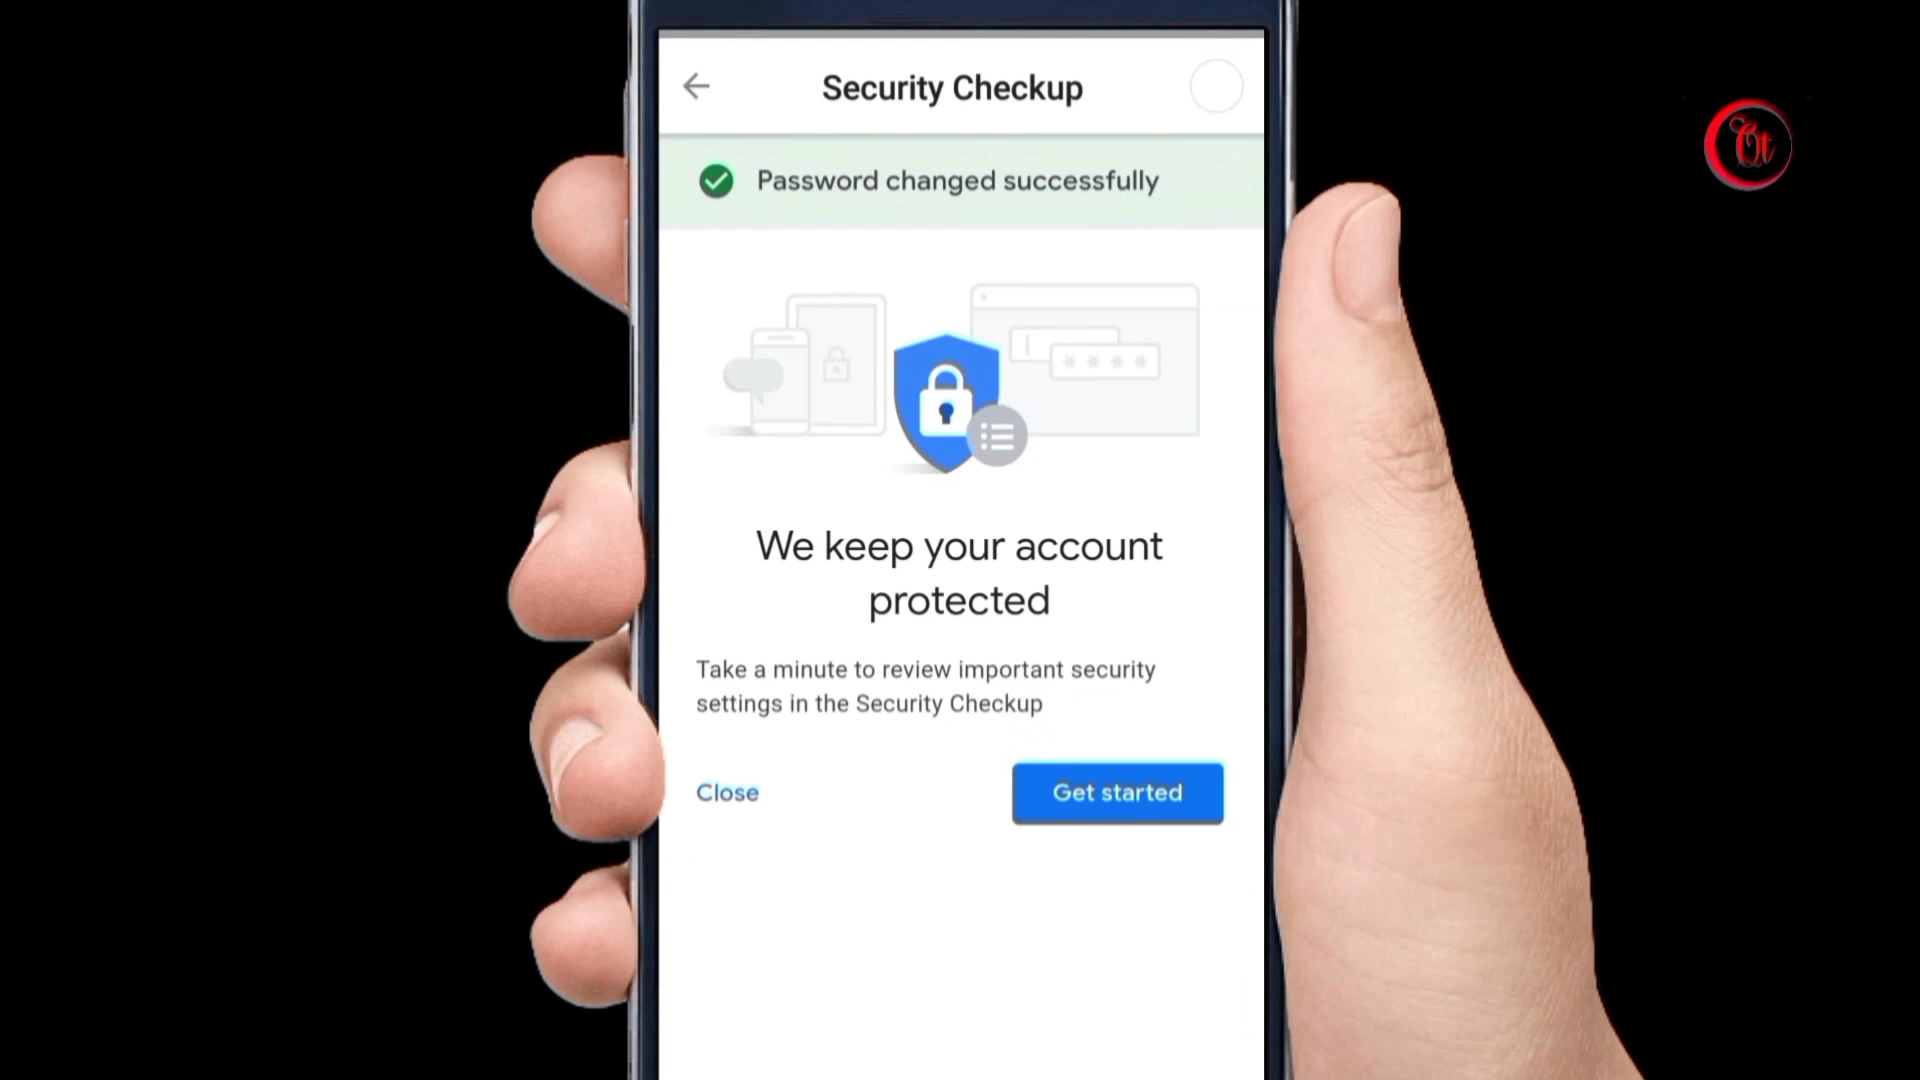 Security Checkup
Password changed successfully
* * * *
We keep your account
protected
Take a minute to review important security
settings in the Security Checkup
Close
Get started